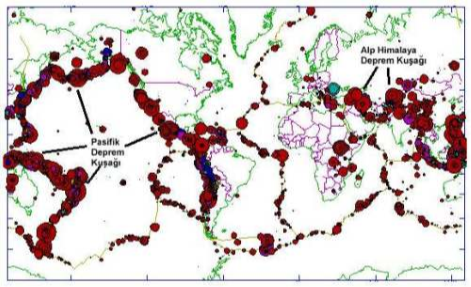 Alp Himalaya
Deprem Kuşağı
Pasifik
Deprem
Kuşağı